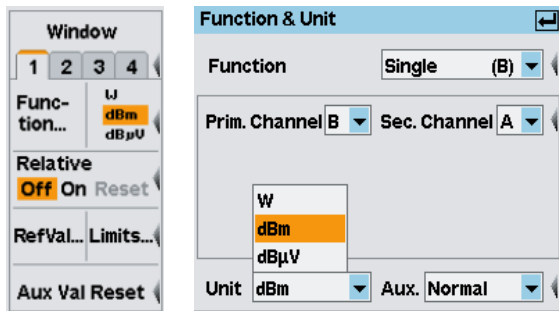 Window
1 2 3 4
Func-
tion...
W
dBm
dBµV
Relative
Off On Reset
RefVal... Limits...
Aux Val Reset
Function & Unit
Function Single (B)
Prim. Channel B Sec. Channel A
W
dBm
dBµV
Unit dBm Aux. Normal